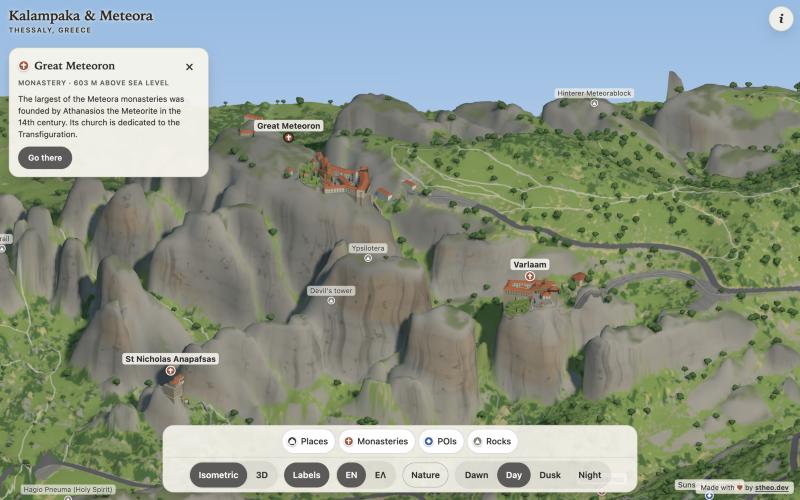 Kalampaka & Meteora
THESSALY, GREECE
i
Great Meteoron
MONASTERY · 603 M ABOVE SEA LEVEL
The largest of the Meteora monasteries was
founded by Athanasios the Meteorite in the
14th century. Its church is dedicated to the
Transfiguration.
Go there
Hinterer Meteorablock
Great Meteoron
Ypsilotera
Varlaam
Devil's tower
St Nicholas Anapafsas
Places
Monasteries
POIs
Rocks
Isometric
3D
Labels
EN
ΕΛ
Nature
Dawn
Day
Dusk
Night
Hagio Pneuma (Holy Spirit)
Made with ♥ by stheo.dev